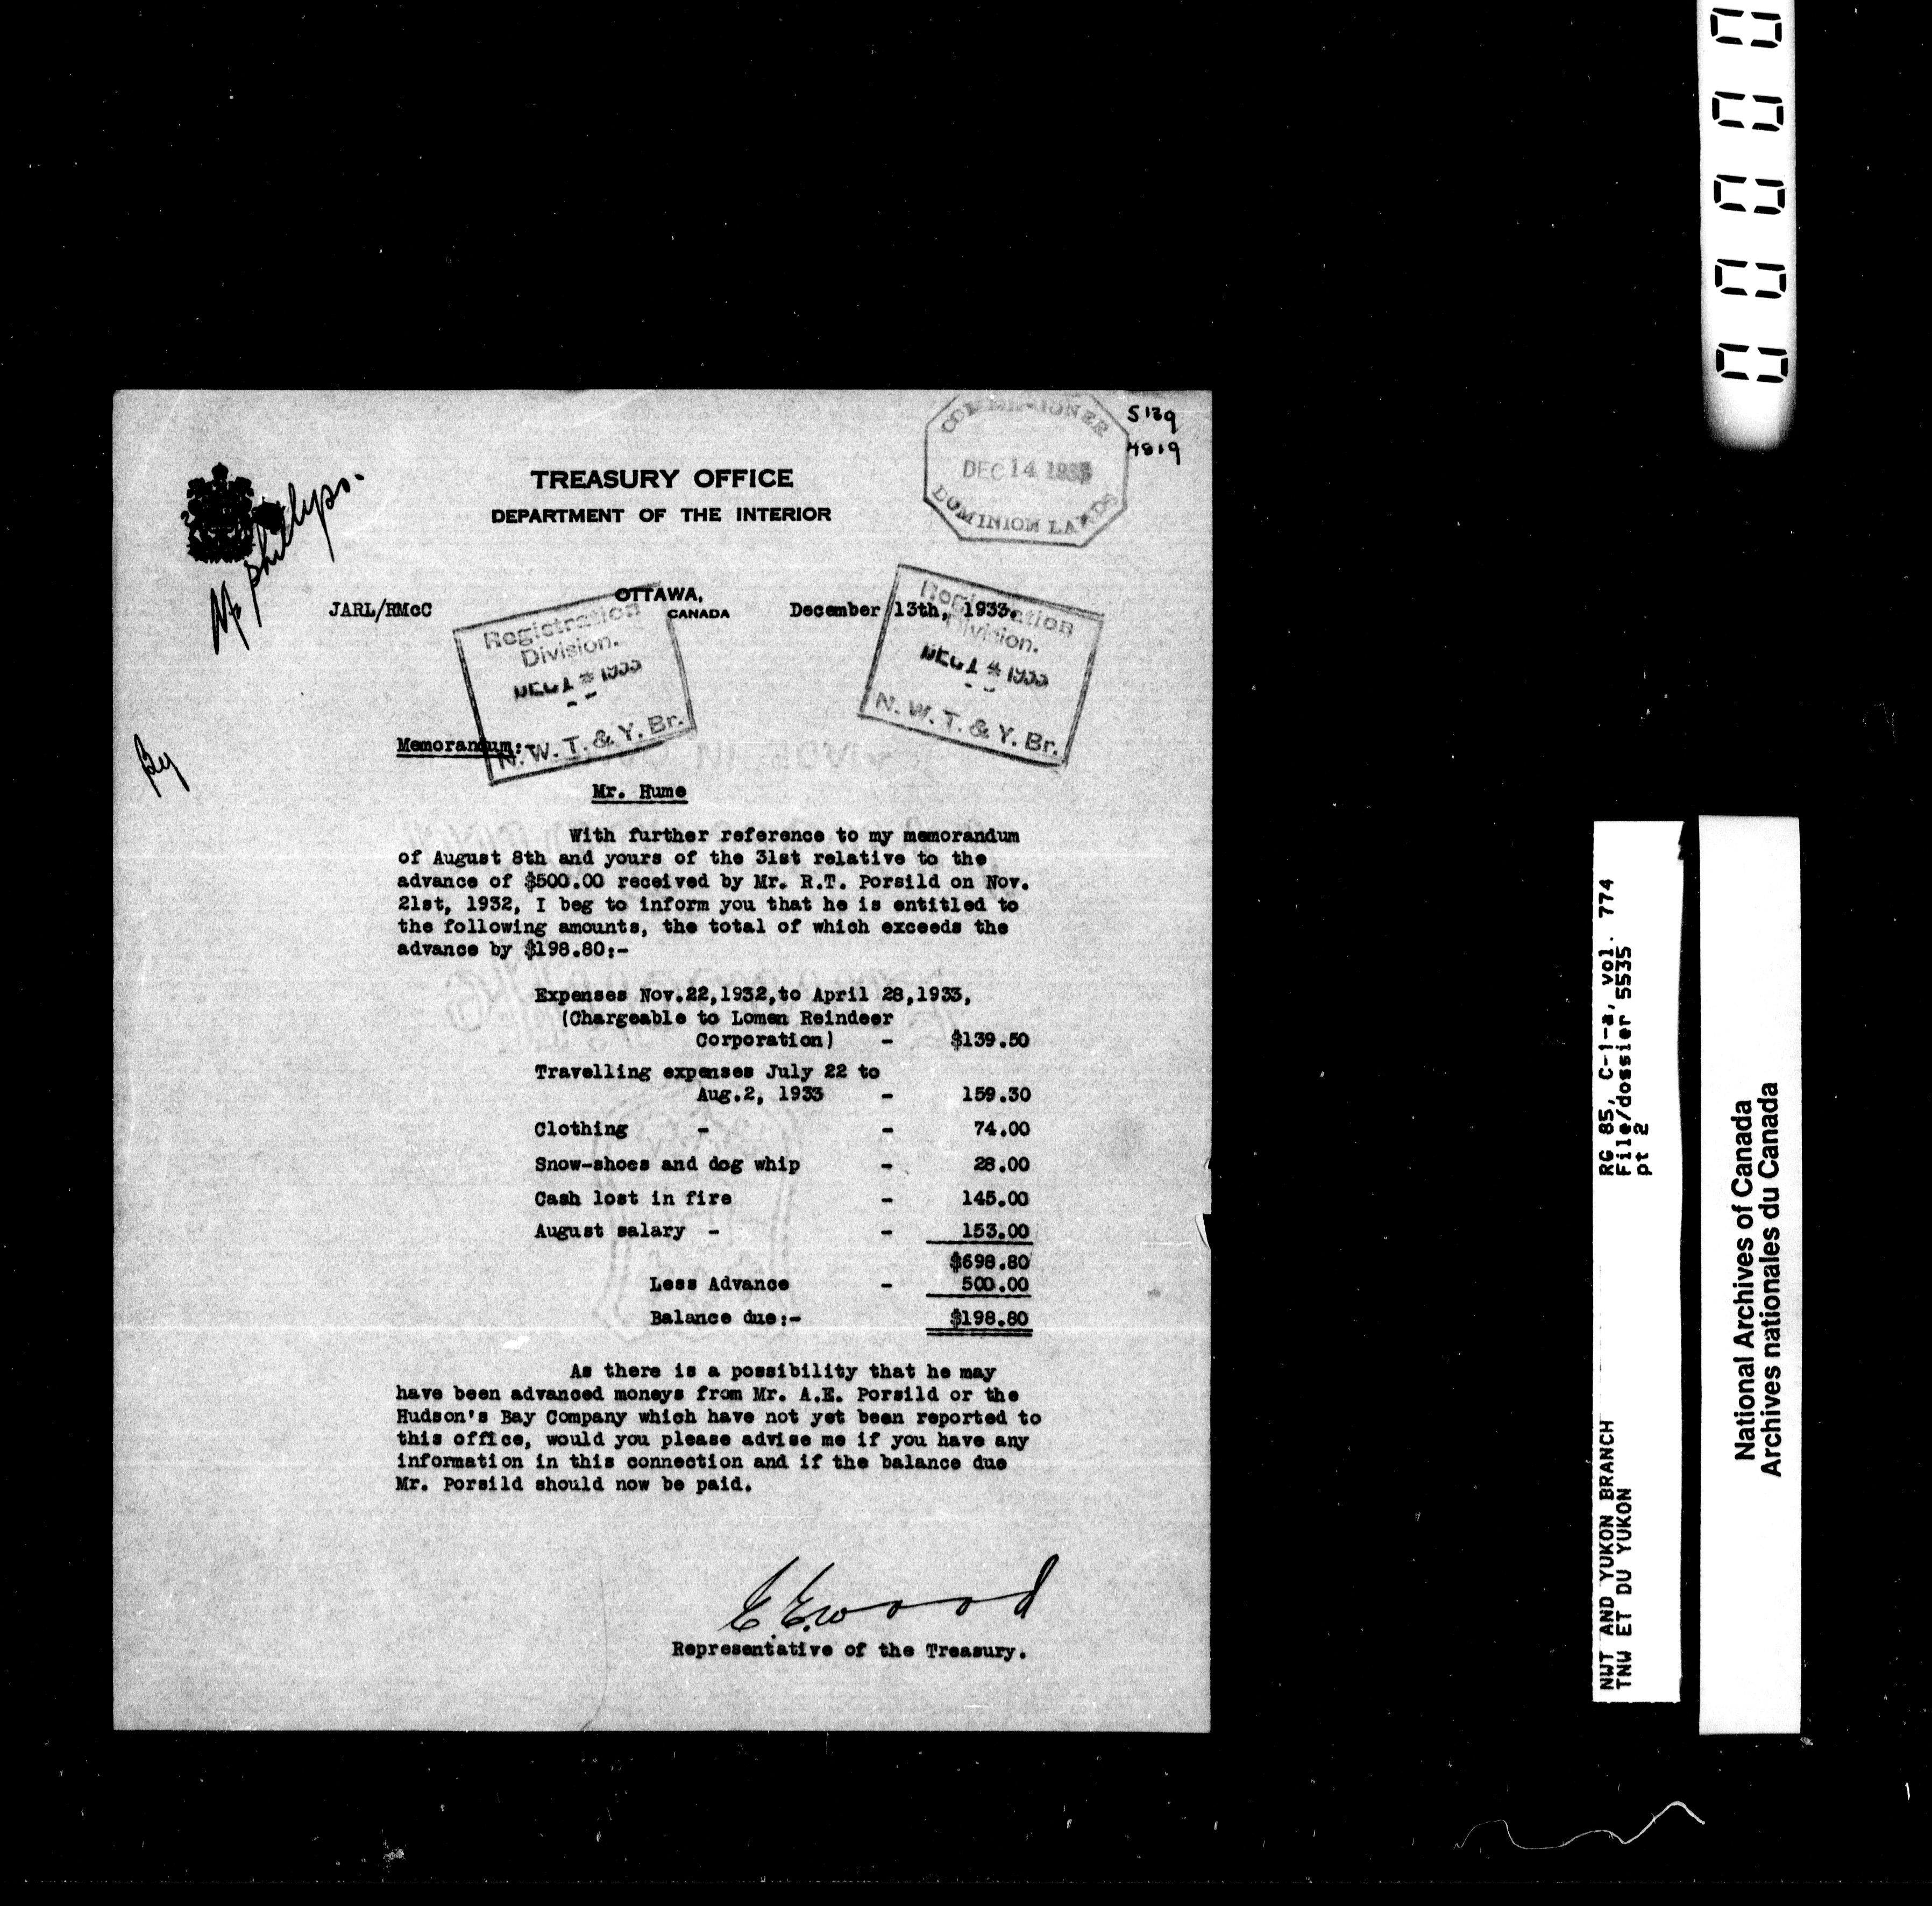 5139
4819
COMMISSIONER
DEC 14 1933
DOMINION LANDS
TREASURY OFFICE
DEPARTMENT OF THE INTERIOR
Mr Phillips.
OTTAWA,
CANADA
JARL/RMcC
December 13th, 1933.
Registration
Division.
DEC 14 1933
N. W. T. & Y. Br.
Registration
Division.
DEC 14 1933
N. W. T. & Y. Br.
Memorandum:-
Mr. Hume
With further reference to my memorandum
of August 8th and yours of the 31st relative to the
advance of $500.00 received by Mr. R.T. Porsild on Nov.
21st, 1932, I beg to inform you that he is entitled to
the following amounts, the total of which exceeds the
advance by $198.80:-
Expenses Nov.22,1932,to April 28,1933,
(Chargeable to Lomen Reindeer
Corporation) - $139.50
Travelling expenses July 22 to
Aug.2, 1933 - 159.30
Clothing - - 74.00
Snow-shoes and dog whip - 28.00
Cash lost in fire - 145.00
August salary - - 153.00
$698.80
Less Advance - 500.00
Balance due:- $198.80
As there is a possibility that he may
have been advanced moneys from Mr. A.E. Porsild or the
Hudson's Bay Company which have not yet been reported to
this office, would you please advise me if you have any
information in this connection and if the balance due
Mr. Porsild should now be paid.
Representative of the Treasury.
00000
RG 85, C-1-a, vol. 774
File/dossier 5535
pt 2
NWT AND YUKON BRANCH
TNW ET DU YUKON
National Archives of Canada
Archives nationales du Canada